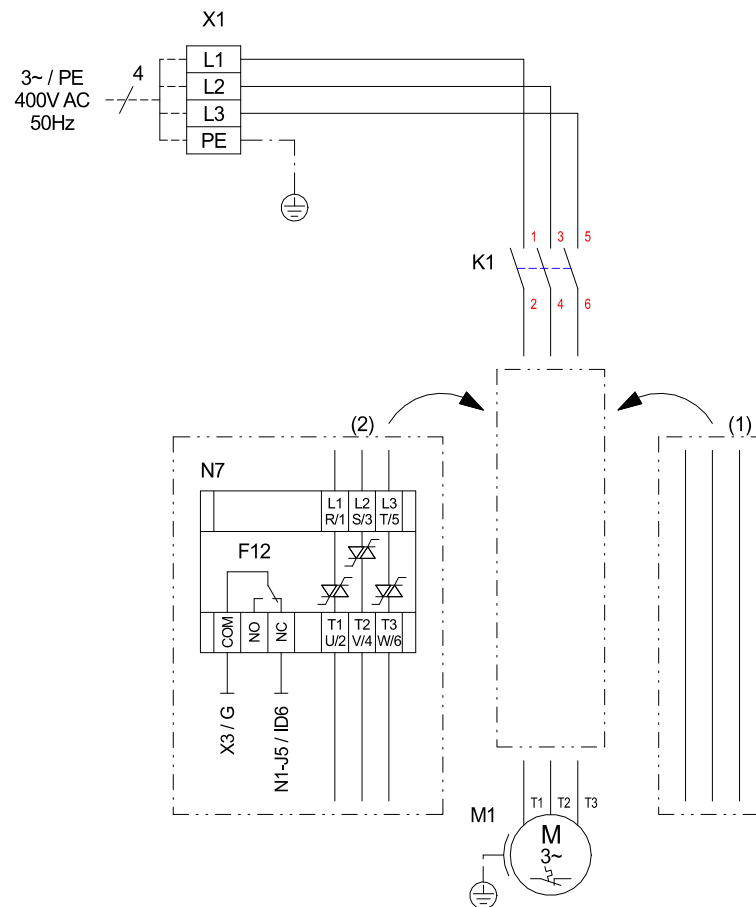 X1
3~ / PE
400V AC
50Hz
4
L1
L2
L3
PE
K1
1 3 5
2 4 6
(2)
(1)
N7
L1 L2 L3
R/1 S/3 T/5
F12
COM NO NC
T1 T2 T3
U/2 V/4 W/6
X3 / G
N1-J5 / ID6
T1 T2 T3
M1
M
3~